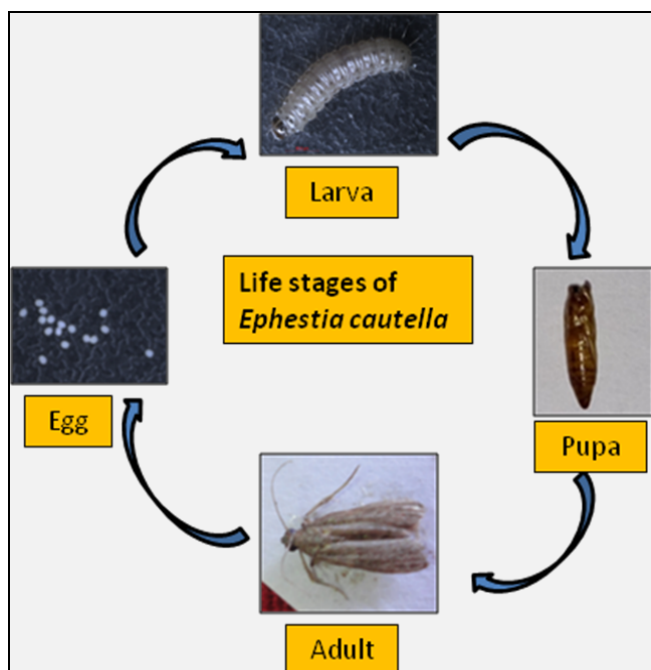 Larva
Life stages of
Ephestia cautella
Egg
Pupa
Adult